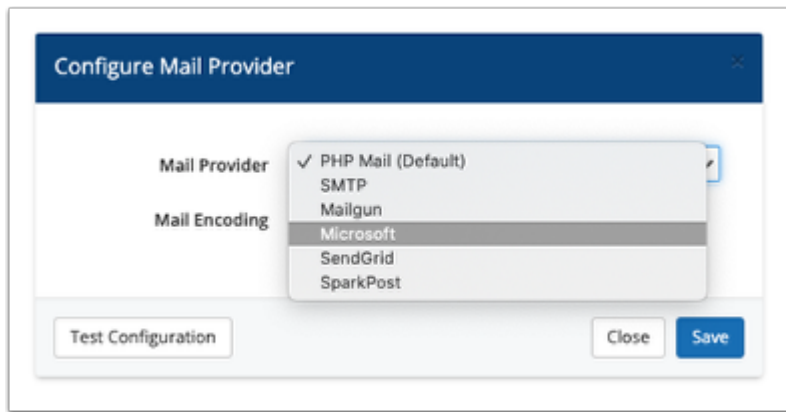 Configure Mail Provider
×
Mail Provider
✓ PHP Mail (Default)
SMTP
Mail Encoding
Mailgun
Microsoft
SendGrid
SparkPost
Test Configuration
Close
Save